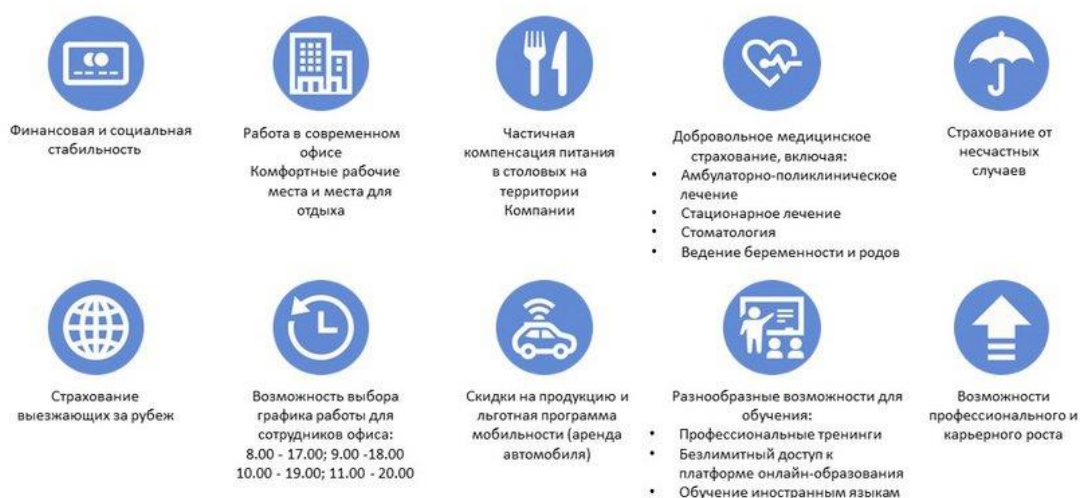 Финансовая и социальная
стабильность
Работа в современном
офисе
Комфортные рабочие
места и места для
отдыха
Частичная
компенсация питания
в столовых на
территории
Компании
Добровольное медицинское
страхование, включая:
• Амбулаторно-поликлиническое
лечение
• Стационарное лечение
• Стоматология
• Ведение беременности и родов
Страхование от
несчастных
случаев
Страхование
выезжающих за рубеж
Возможность выбора
графика работы для
сотрудников офиса:
8.00 - 17.00; 9.00 -18.00
10.00 - 19.00; 11.00 - 20.00
Скидки на продукцию и
льготная программа
мобильности (аренда
автомобиля)
Разнообразные возможности для
обучения:
• Профессиональные тренинги
• Безлимитный доступ к
платформе онлайн-образования
• Обучение иностранным языкам
Возможности
профессионального и
карьерного роста